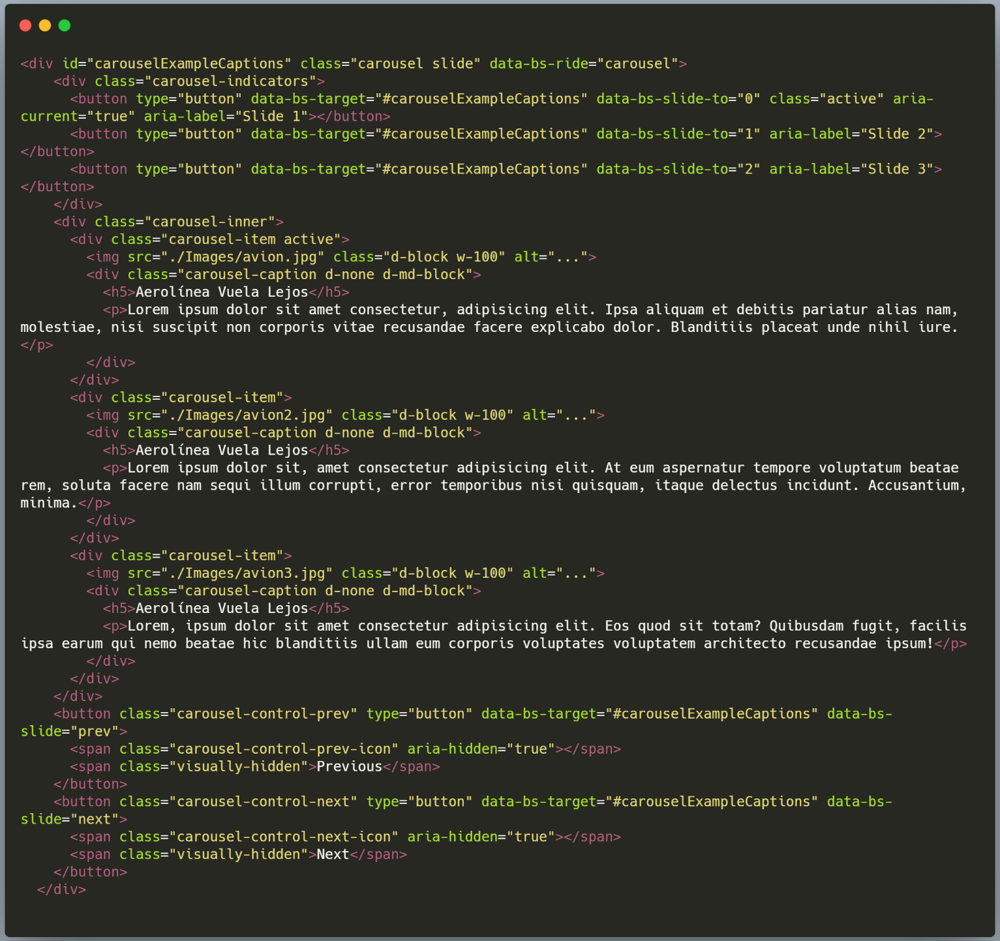 <div id="carouselExampleCaptions" class="carousel slide" data-bs-ride="carousel">
    <div class="carousel-indicators">
      <button type="button" data-bs-target="#carouselExampleCaptions" data-bs-slide-to="0" class="active" aria-
current="true" aria-label="Slide 1"></button>
      <button type="button" data-bs-target="#carouselExampleCaptions" data-bs-slide-to="1" aria-label="Slide 2">
</button>
      <button type="button" data-bs-target="#carouselExampleCaptions" data-bs-slide-to="2" aria-label="Slide 3">
</button>
    </div>
    <div class="carousel-inner">
      <div class="carousel-item active">
        <img src="./Images/avion.jpg" class="d-block w-100" alt="...">
        <div class="carousel-caption d-none d-md-block">
          <h5>Aerolínea Vuela Lejos</h5>
          <p>Lorem ipsum dolor sit amet consectetur, adipisicing elit. Ipsa aliquam et debitis pariatur alias nam,
molestiae, nisi suscipit non corporis vitae recusandae facere explicabo dolor. Blanditiis placeat unde nihil iure.
</p>
        </div>
      </div>
      <div class="carousel-item">
        <img src="./Images/avion2.jpg" class="d-block w-100" alt="...">
        <div class="carousel-caption d-none d-md-block">
          <h5>Aerolínea Vuela Lejos</h5>
          <p>Lorem ipsum dolor sit, amet consectetur adipisicing elit. At eum aspernatur tempore voluptatum beatae
rem, soluta facere nam sequi illum corrupti, error temporibus nisi quisquam, itaque delectus incidunt. Accusantium,
minima.</p>
        </div>
      </div>
      <div class="carousel-item">
        <img src="./Images/avion3.jpg" class="d-block w-100" alt="...">
        <div class="carousel-caption d-none d-md-block">
          <h5>Aerolínea Vuela Lejos</h5>
          <p>Lorem, ipsum dolor sit amet consectetur adipisicing elit. Eos quod sit totam? Quibusdam fugit, facilis
ipsa earum qui nemo beatae hic blanditiis ullam eum corporis voluptates voluptatem architecto recusandae ipsum!</p>
        </div>
      </div>
    </div>
    <button class="carousel-control-prev" type="button" data-bs-target="#carouselExampleCaptions" data-bs-
slide="prev">
      <span class="carousel-control-prev-icon" aria-hidden="true"></span>
      <span class="visually-hidden">Previous</span>
    </button>
    <button class="carousel-control-next" type="button" data-bs-target="#carouselExampleCaptions" data-bs-
slide="next">
      <span class="carousel-control-next-icon" aria-hidden="true"></span>
      <span class="visually-hidden">Next</span>
    </button>
  </div>